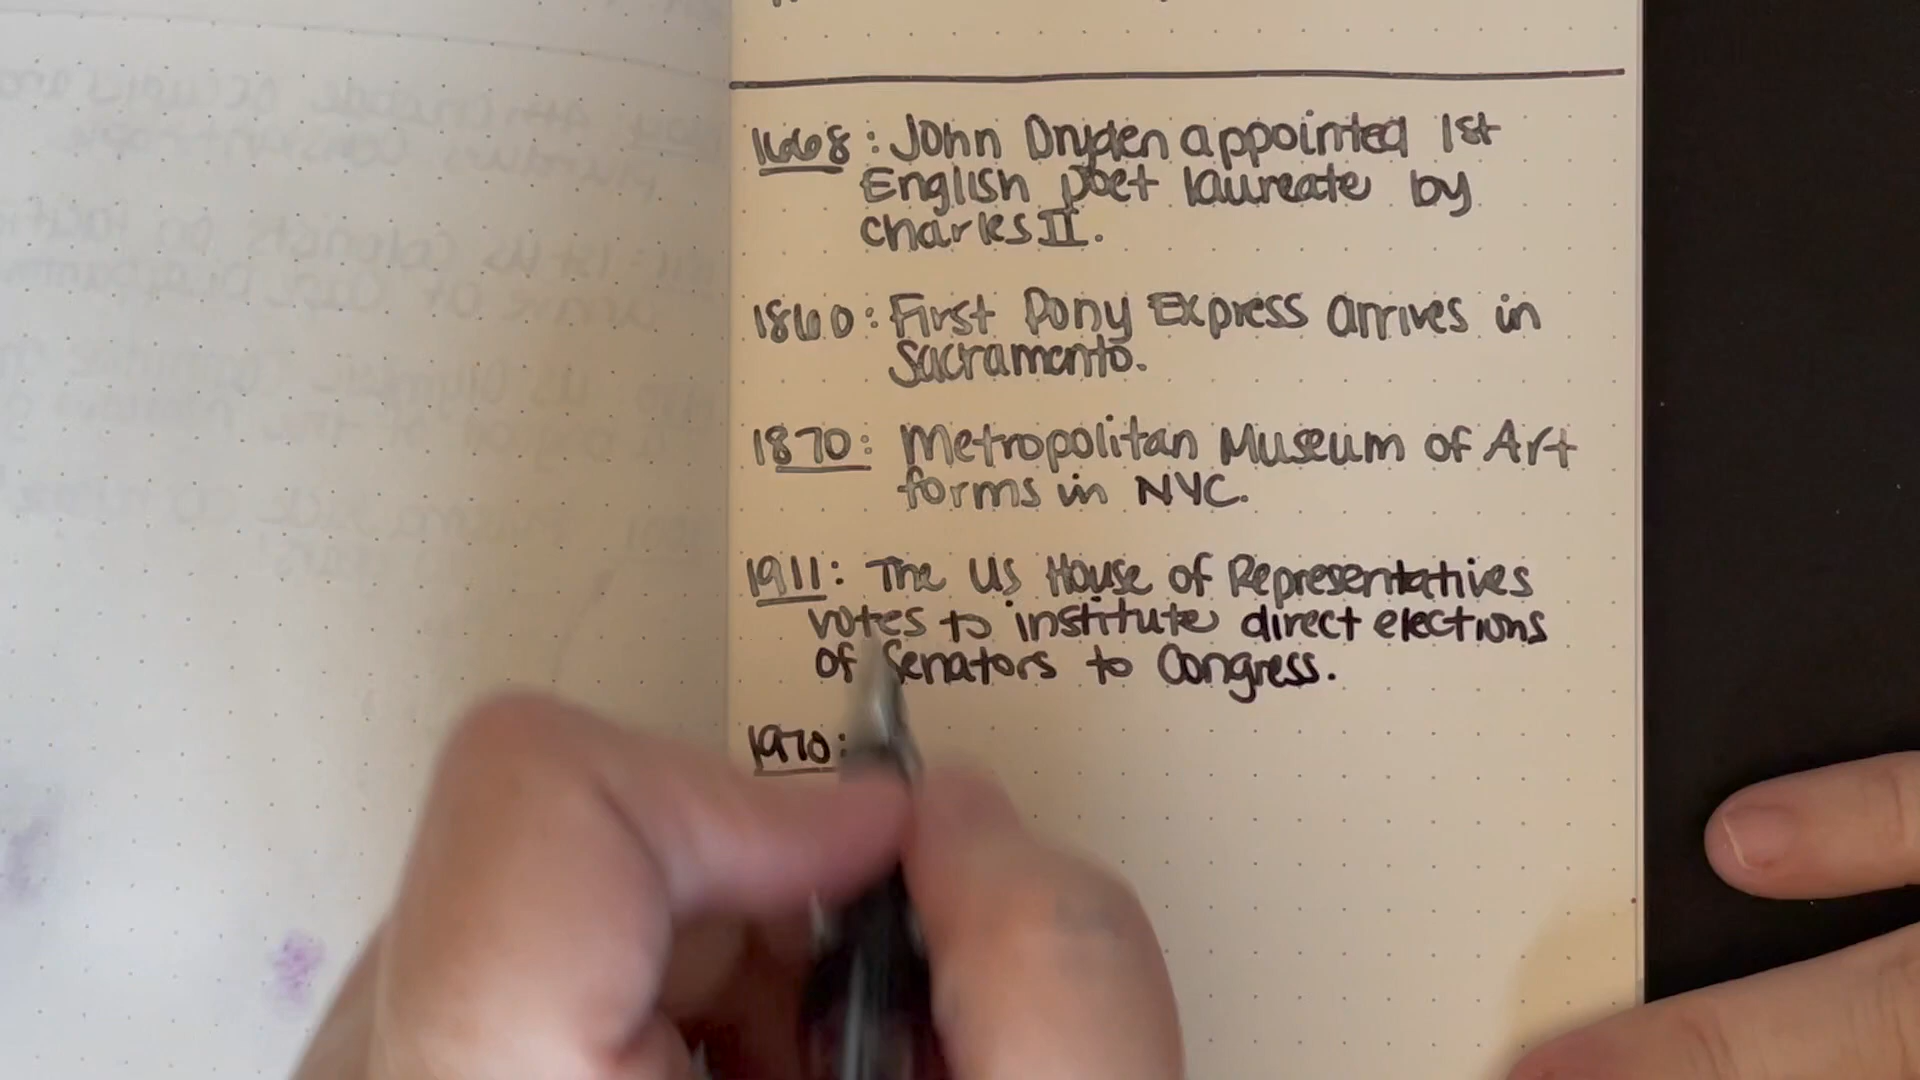 1668: John Dryden appointed 1st
English poet laureate by
Charles II.
1860: First Pony Express arrives in
Sacramento.
1870: Metropolitan Museum of Art
forms in NYC.
1911: The US House of Representatives
votes to institute direct elections
of Senators to Congress.
1970: